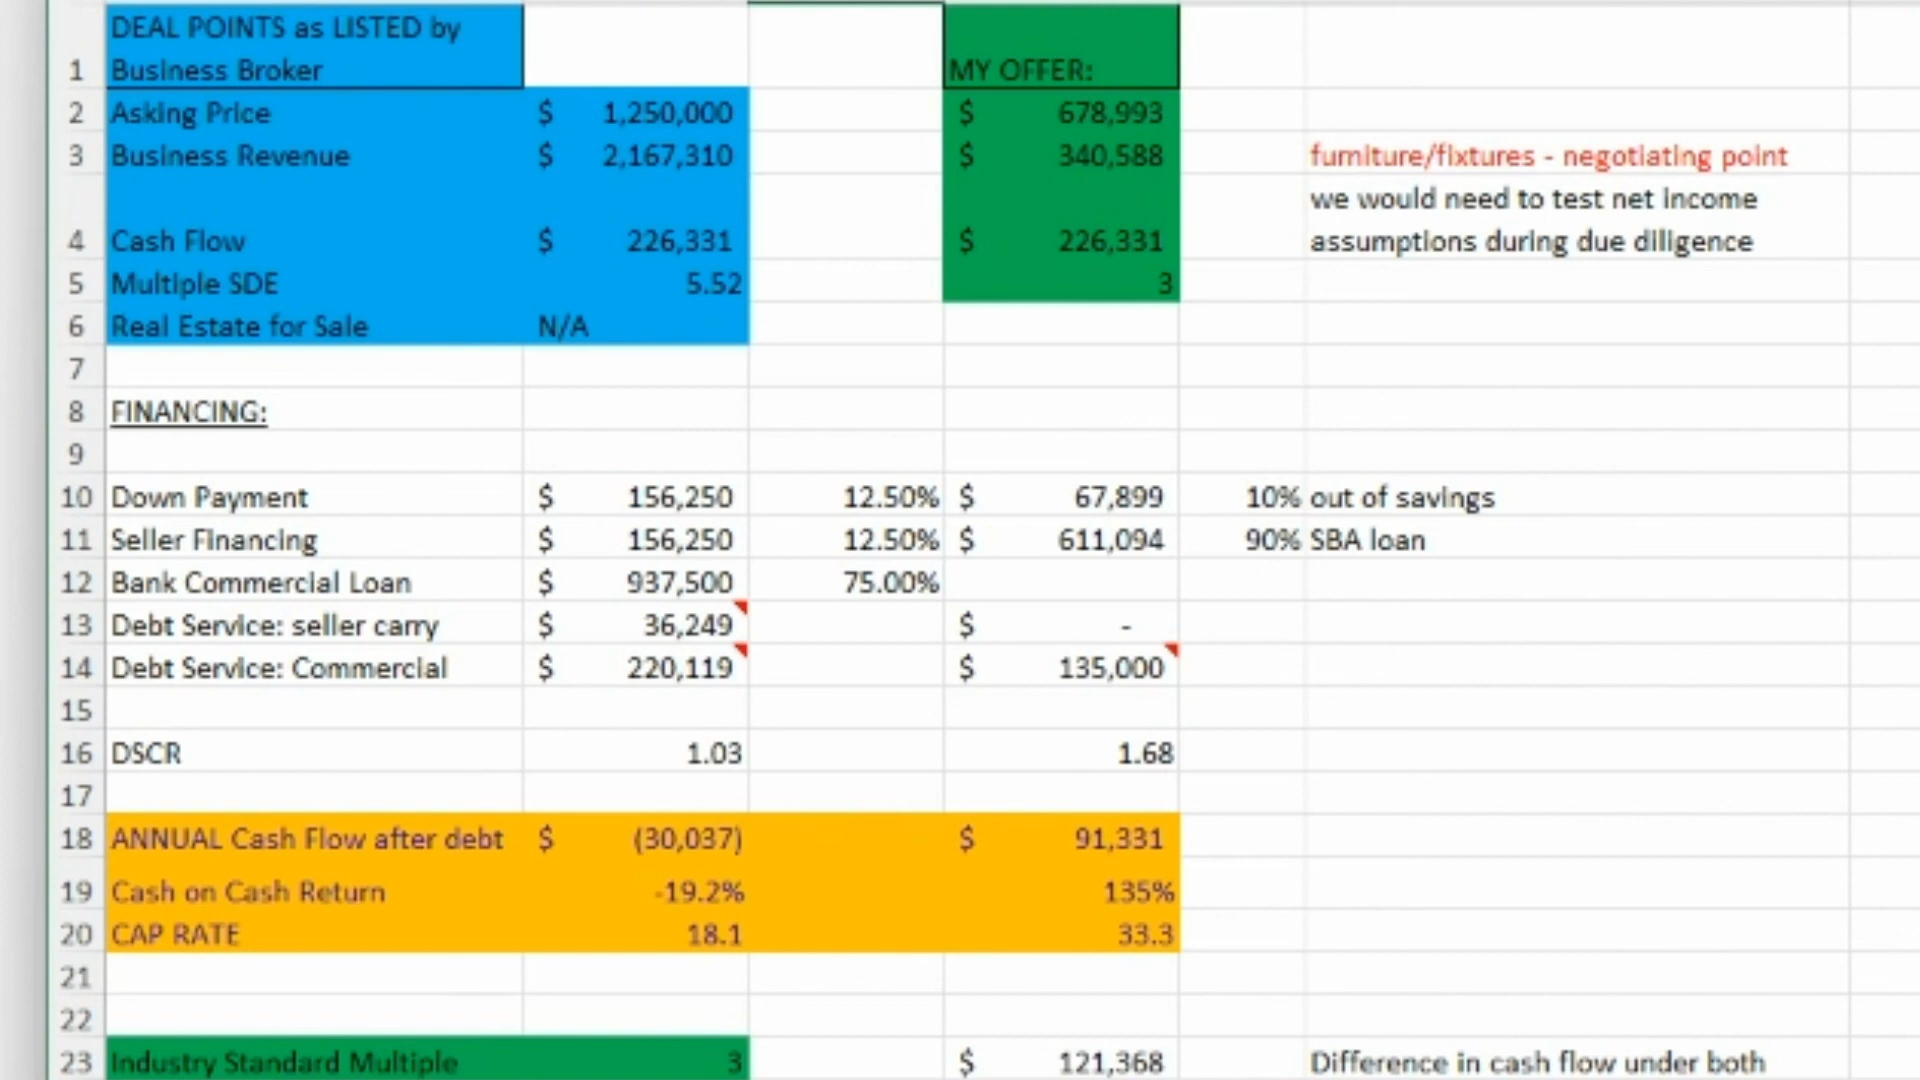 DEAL POINTS as LISTED by
1 Business Broker MY OFFER:
2 Asking Price $ 1,250,000 $ 678,993
3 Business Revenue $ 2,167,310 $ 340,588 furniture/fixtures - negotiating point
we would need to test net income
4 Cash Flow $ 226,331 $ 226,331 assumptions during due diligence
5 Multiple SDE 5.52 3
6 Real Estate for Sale N/A
7
8 FINANCING:
9
10 Down Payment $ 156,250 12.50% $ 67,899 10% out of savings
11 Seller Financing $ 156,250 12.50% $ 611,094 90% SBA loan
12 Bank Commercial Loan $ 937,500 75.00%
13 Debt Service: seller carry $ 36,249 $ -
14 Debt Service: Commercial $ 220,119 $ 135,000
15
16 DSCR 1.03 1.68
17
18 ANNUAL Cash Flow after debt $ (30,037) $ 91,331
19 Cash on Cash Return -19.2% 135%
20 CAP RATE 18.1 33.3
21
22
23 Industry Standard Multiple 3 $ 121,368 Difference in cash flow under both